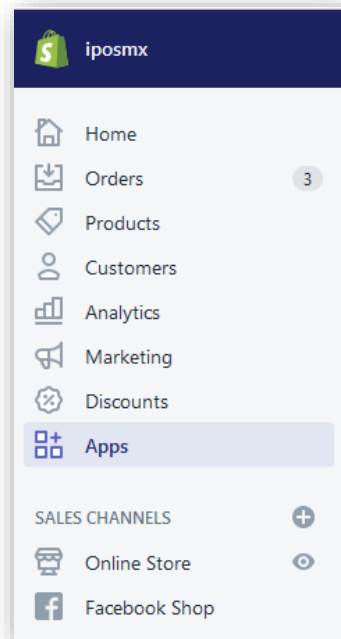 iposmx
Home
Orders 3
Products
Customers
Analytics
Marketing
Discounts
Apps
SALES CHANNELS
Online Store
Facebook Shop